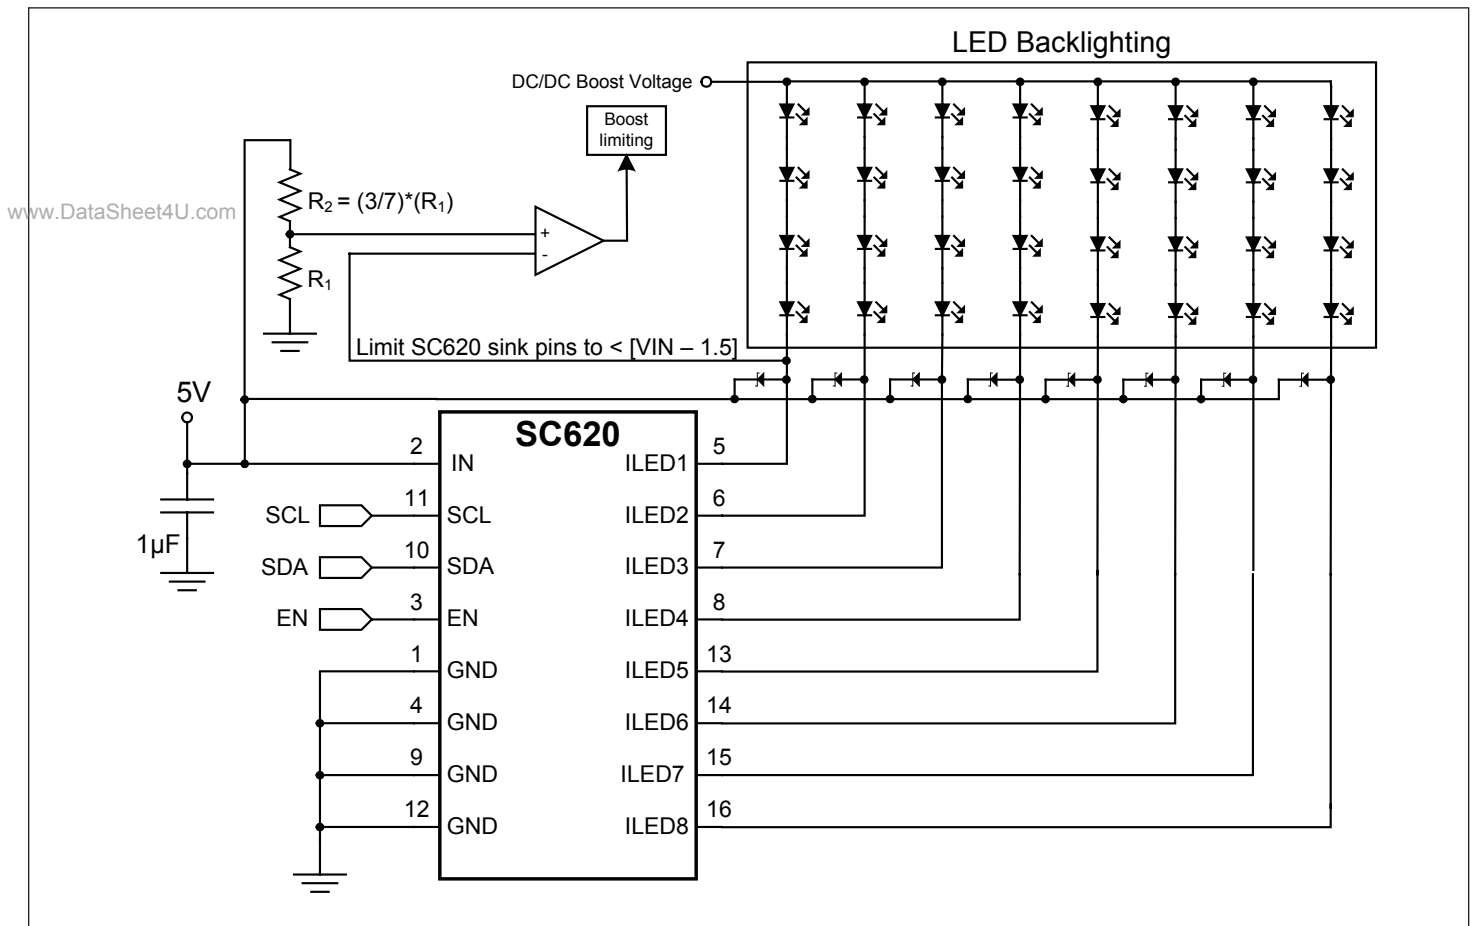 LED Backlighting
DC/DC Boost Voltage
Boost
limiting
www.DataSheet4U.com
R2 = (3/7)*(R1)
+
-
R1
Limit SC620 sink pins to < [VIN – 1.5]
5V
SC620
2 IN ILED1 5
SCL 11 SCL ILED2 6
1µF
SDA 10 SDA ILED3 7
EN 3 EN ILED4 8
1 GND ILED5 13
4 GND ILED6 14
9 GND ILED7 15
12 GND ILED8 16